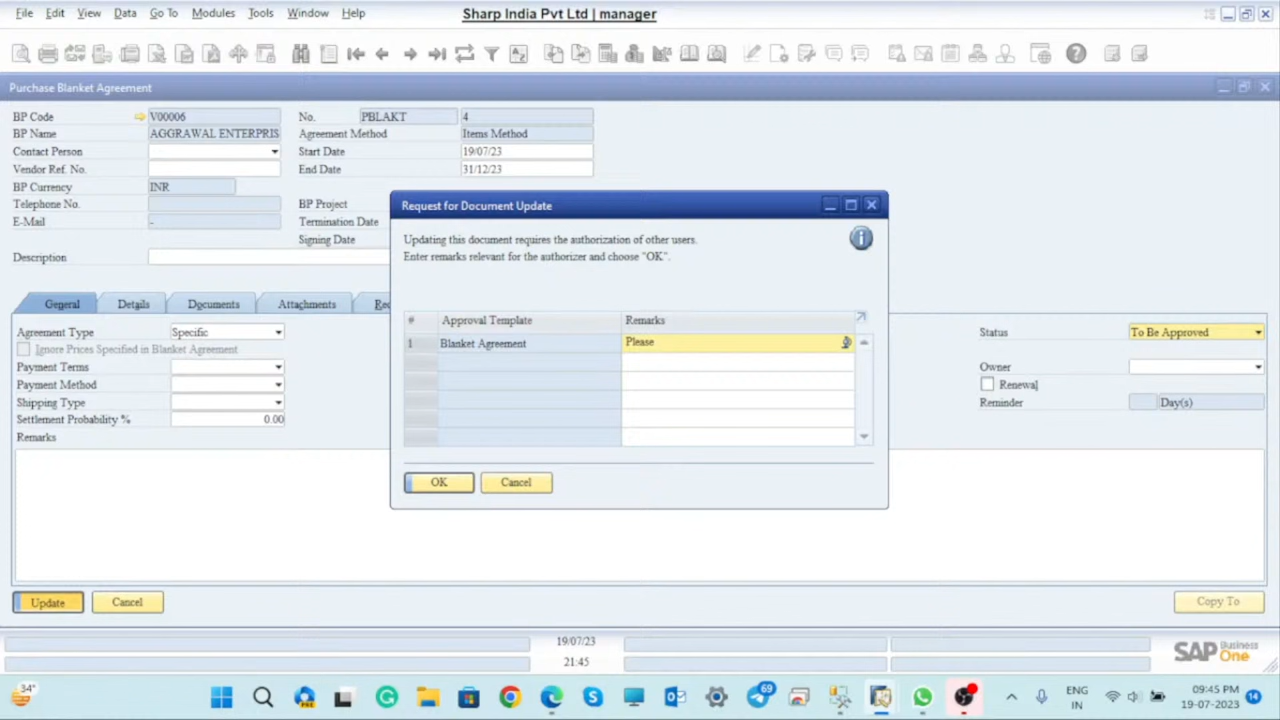 File Edit View Data Go To Modules Tools Window Help Sharp India Pvt Ltd | manager
Purchase Blanket Agreement
BP Code V00006 No. PBLAKT 4
BP Name AGGRAWAL ENTERPRIS Agreement Method Items Method
Contact Person Start Date 19/07/23
Vendor Ref. No. End Date 31/12/23
BP Currency INR
Telephone No. BP Project
E-Mail - Termination Date
Signing Date
Description
Request for Document Update
Updating this document requires the authorization of other users.
Enter remarks relevant for the authorizer and choose "OK".
# Approval Template Remarks
1 Blanket Agreement Please
OK Cancel
General Details Documents Attachments Rec
Agreement Type Specific Status To Be Approved
Ignore Prices Specified in Blanket Agreement
Payment Terms Owner
Payment Method Renewal
Shipping Type Reminder Day(s)
Settlement Probability % 0.00
Remarks
Update Cancel Copy To
19/07/23
21:45
SAP Business One
34°
PRE
69
ENG
IN
09:45 PM
19-07-2023
14